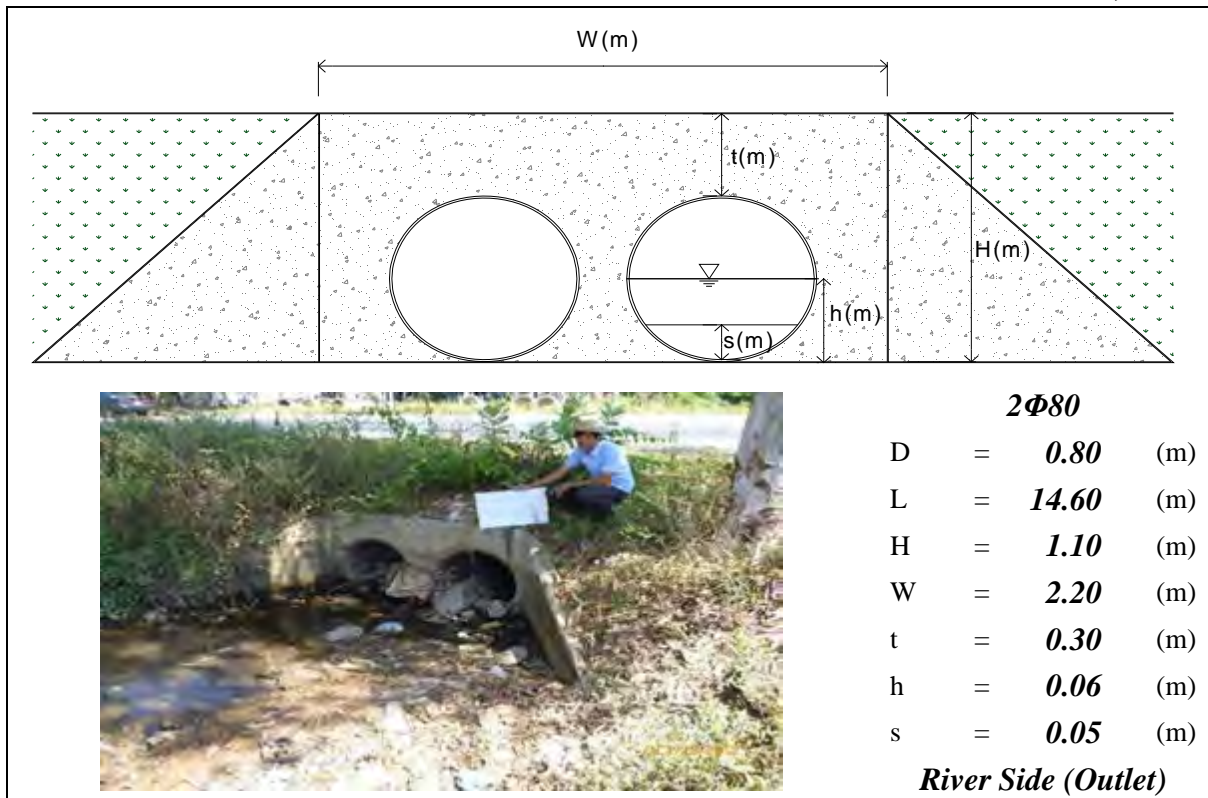 W(m)
t(m)
H(m)
h(m)
s(m)
2Φ80
D = 0.80 (m)
L = 14.60 (m)
H = 1.10 (m)
W = 2.20 (m)
t = 0.30 (m)
h = 0.06 (m)
s = 0.05 (m)
River Side (Outlet)